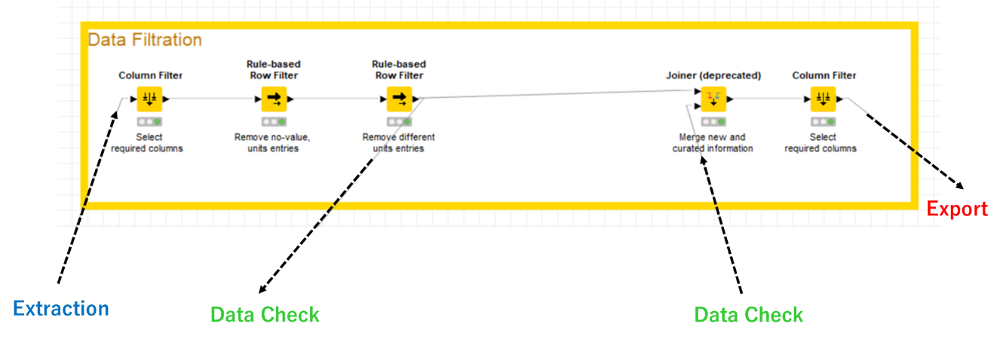 Data Filtration
Column Filter
Select
required columns
Rule-based
Row Filter
Remove no-value,
units entries
Rule-based
Row Filter
Remove different
units entries
Joiner (deprecated)
Merge new and
curated information
Column Filter
Select
required columns
Export
Extraction
Data Check
Data Check